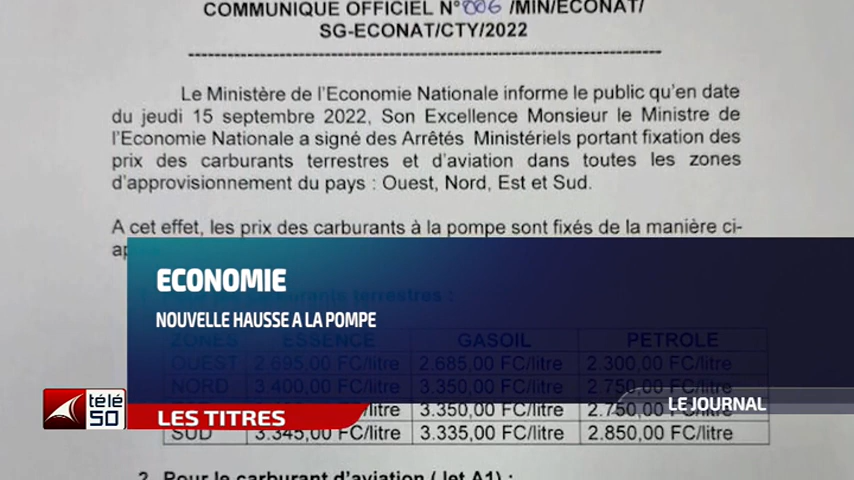 COMMUNIQUE OFFICIEL N°006 /MIN/ECONAT/
SG-ECONAT/CTY/2022
Le Ministère de l'Economie Nationale informe le public qu'en date
du jeudi 15 septembre 2022, Son Excellence Monsieur le Ministre de
l'Economie Nationale a signé des Arrêtés Ministériels portant fixation des
prix des carburants terrestres et d'aviation dans toutes les zones
d'approvisionnement du pays : Ouest, Nord, Est et Sud.
A cet effet, les prix des carburants à la pompe sont fixés de la manière ci-
ECONOMIE
NOUVELLE HAUSSE A LA POMPE
terrestres :
ZONES ESSENCE GASOIL PETROLE
OUEST 2.695,00 FC/litre 2.685,00 FC/litre 2.300,00 FC/litre
NORD 3.400,00 FC/litre 3.350,00 FC/litre 2.750,00
3.350,00 FC/litre 2.750,00 FC/litre
SUD 3.345,00 FC/litre 3.335,00 FC/litre 2.850,00 FC/litre
LE JOURNAL
télé
50
LES TITRES
2. Pour le carburant d'aviation (Jet A1) :